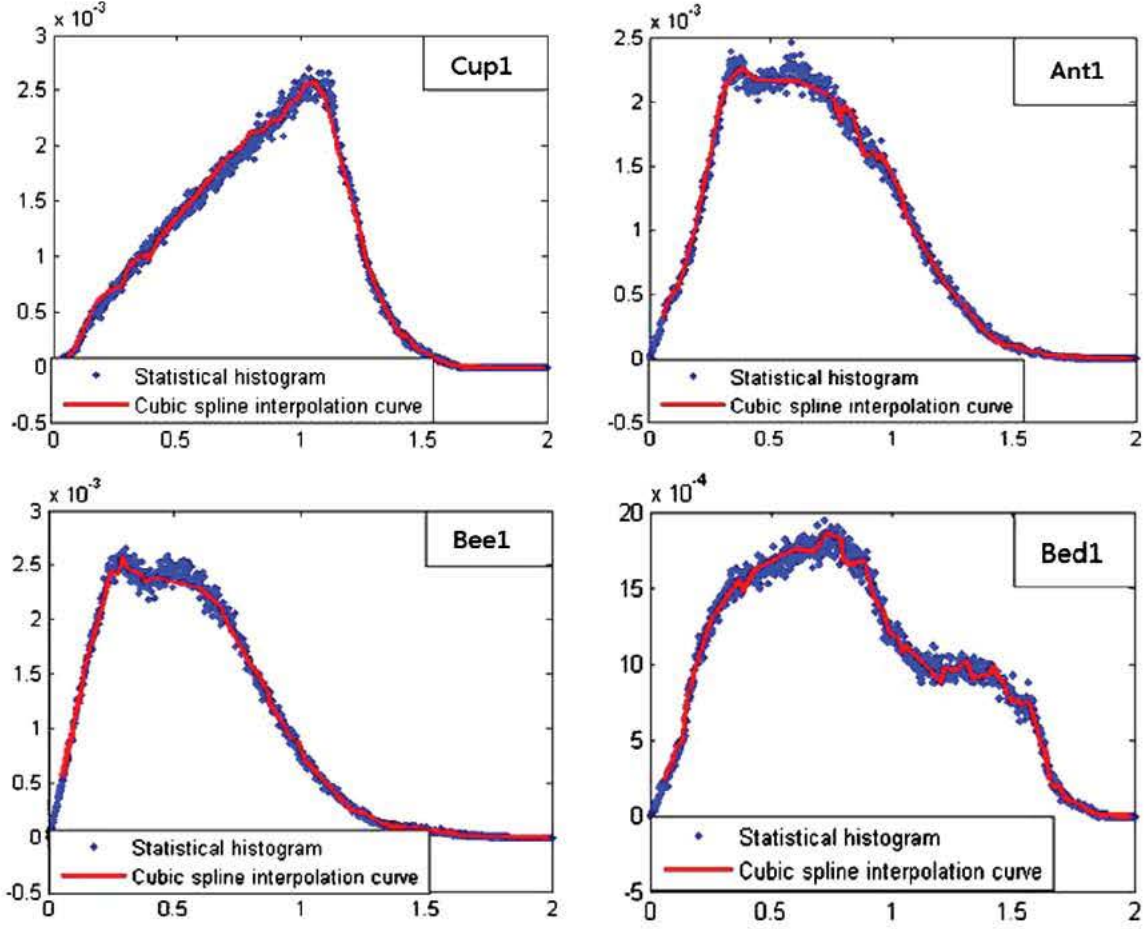 x 10⁻³
3
2.5
2
1.5
1
0.5
0
-0.5
Cup1
Statistical histogram
Cubic spline interpolation curve
0 0.5 1 1.5 2
x 10⁻³
2.5
2
1.5
1
0.5
0
-0.5
Ant1
Statistical histogram
Cubic spline interpolation curve
0 0.5 1 1.5 2
x 10⁻³
3
2.5
2
1.5
1
0.5
0
-0.5
Bee1
Statistical histogram
Cubic spline interpolation curve
0 0.5 1 1.5 2
x 10⁻⁴
20
15
10
5
0
-5
Bed1
Statistical histogram
Cubic spline interpolation curve
0 0.5 1 1.5 2